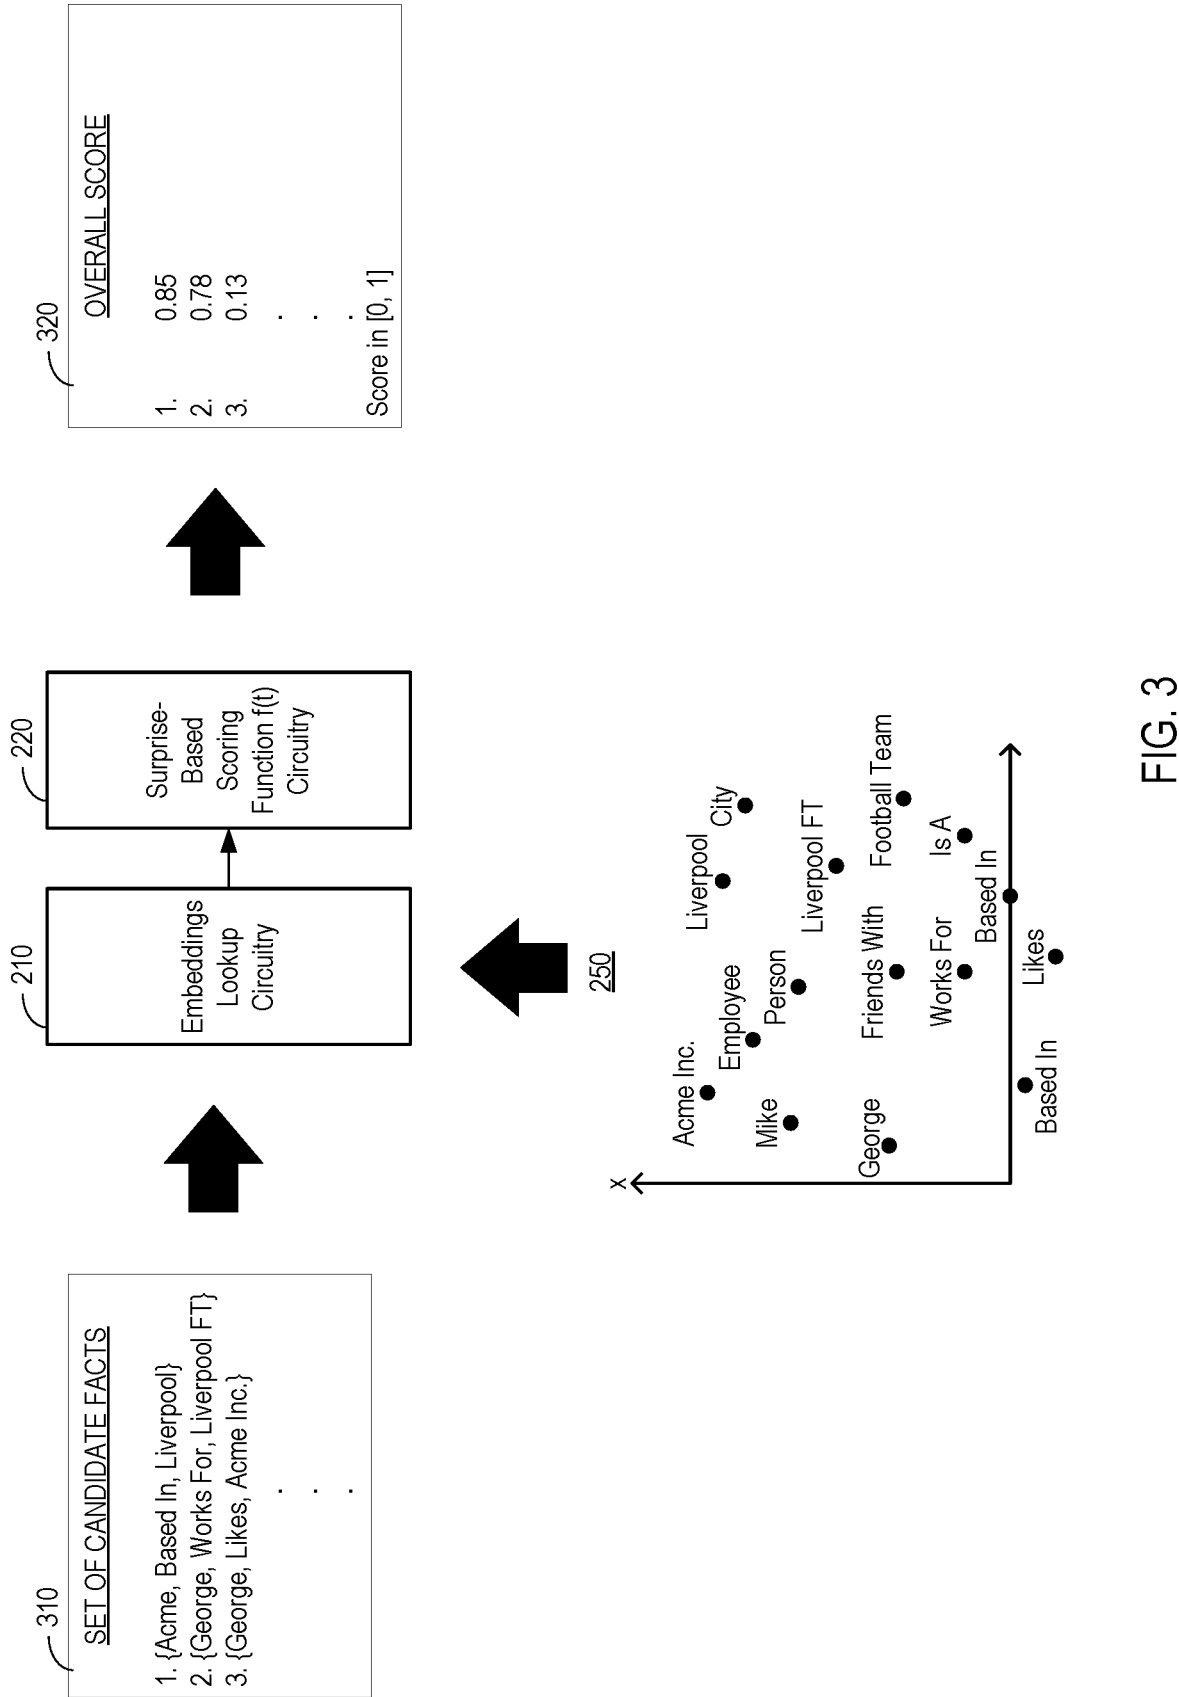 310
SET OF CANDIDATE FACTS
1. {Acme, Based In, Liverpool}
2. {George, Works For, Liverpool FT}
3. {George, Likes, Acme Inc.}
.
.
.
210
Embeddings
Lookup
Circuitry
220
Surprise-
Based
Scoring
Function f(t)
Circuitry
320
OVERALL SCORE
1. 0.85
2. 0.78
3. 0.13
.
.
.
Score in [0, 1]
250
x
Acme Inc.
Liverpool
Employee
City
Mike
Person
Liverpool FT
George
Friends With
Football Team
Works For
Is A
Based In
Based In
Likes
FIG. 3